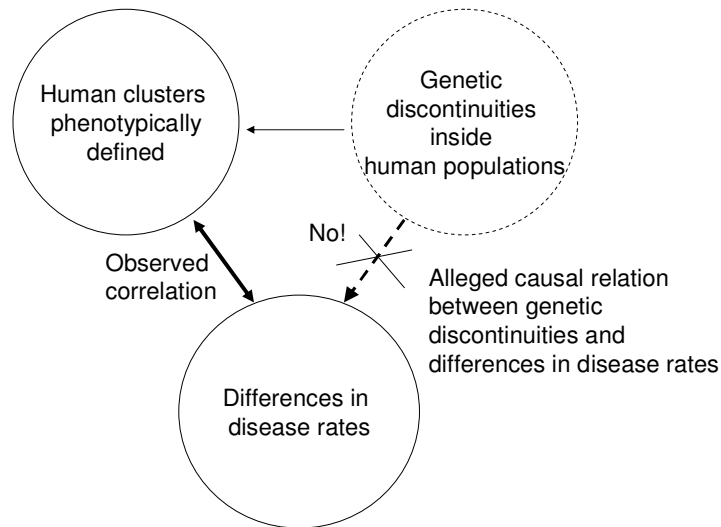 Human clusters
phenotypically
defined
Genetic
discontinuities
inside
human populations
No!
Observed
correlation
Alleged causal relation
between genetic
discontinuities and
differences in disease rates
Differences in
disease rates